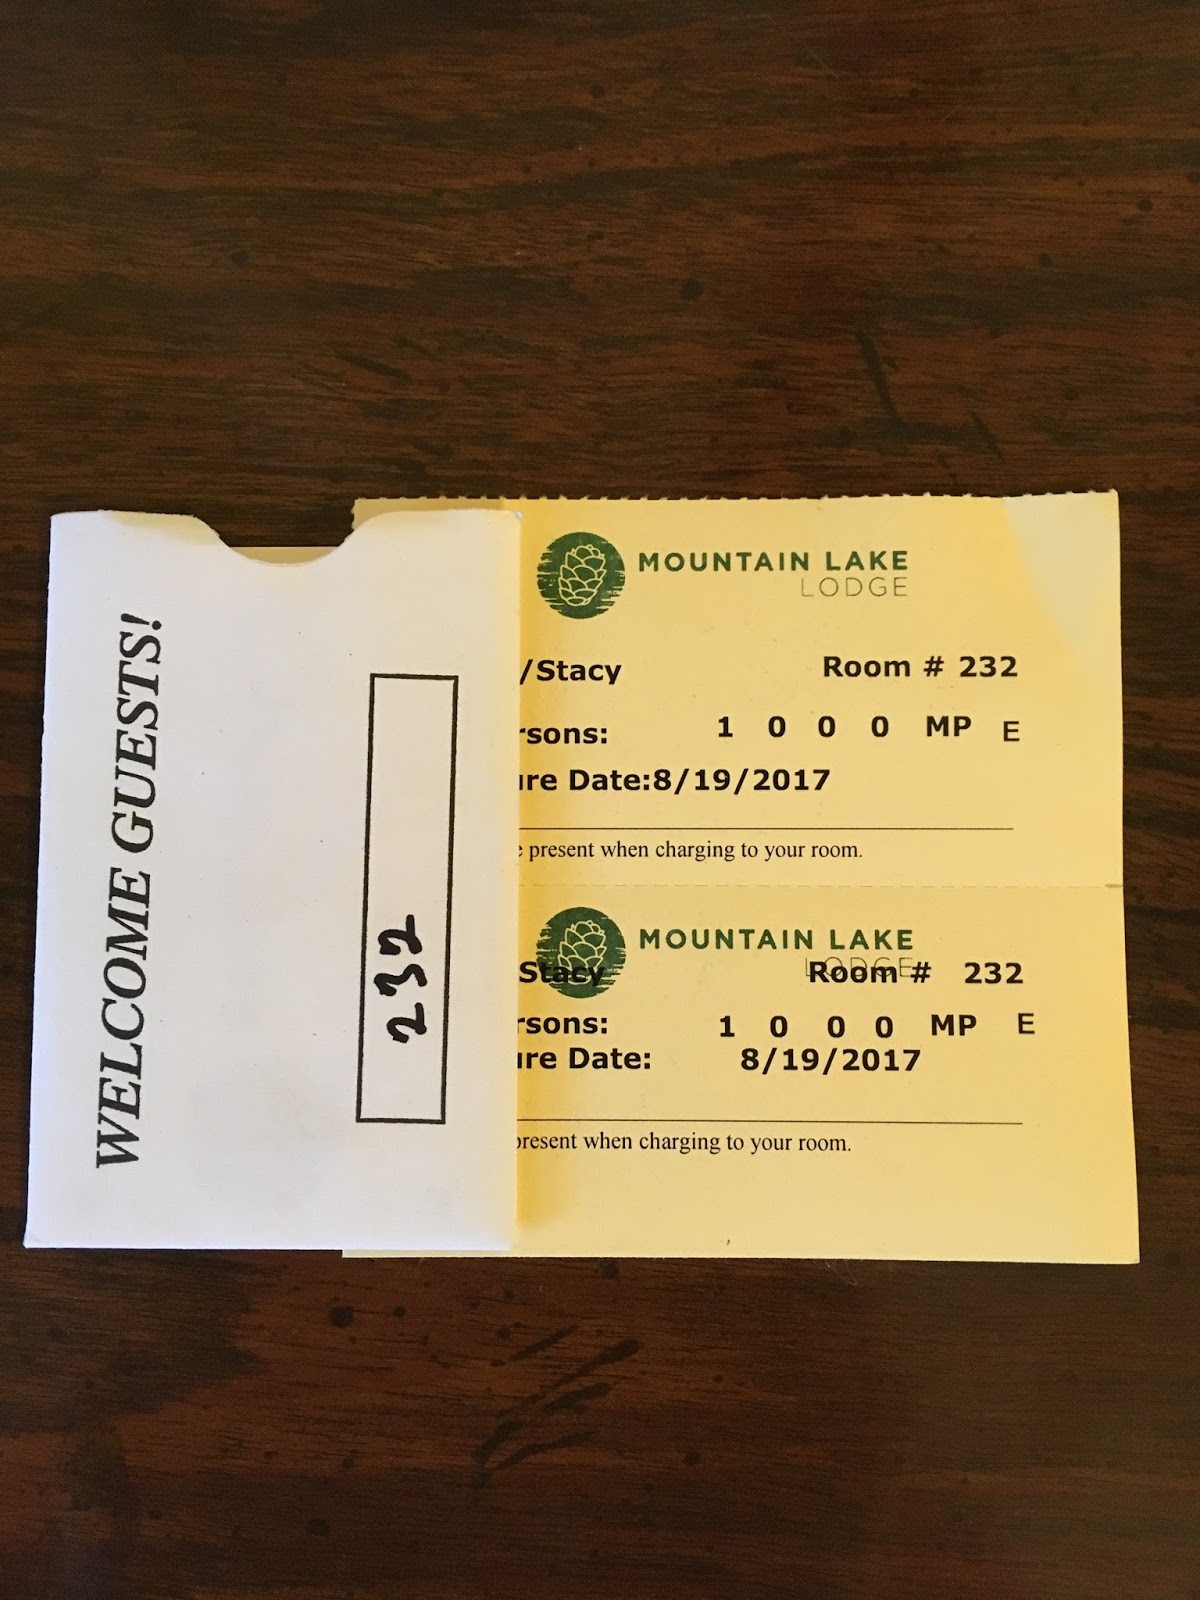 WELCOME GUESTS!
232
MOUNTAIN LAKE
LODGE
/Stacy Room # 232
rsons: 1 0 0 0 MP E
ure Date:8/19/2017
present when charging to your room.
MOUNTAIN LAKE
LODGE
Stacy Room # 232
rsons: 1 0 0 0 MP E
ure Date: 8/19/2017
present when charging to your room.